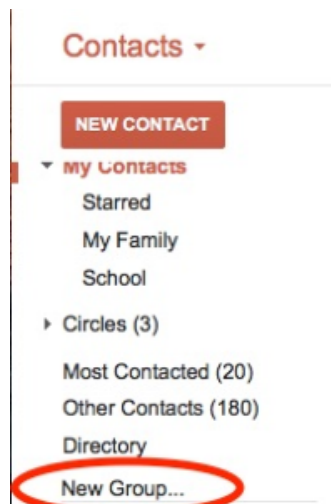 Contacts
NEW CONTACT
My Contacts
Starred
My Family
School
Circles (3)
Most Contacted (20)
Other Contacts (180)
Directory
New Group...